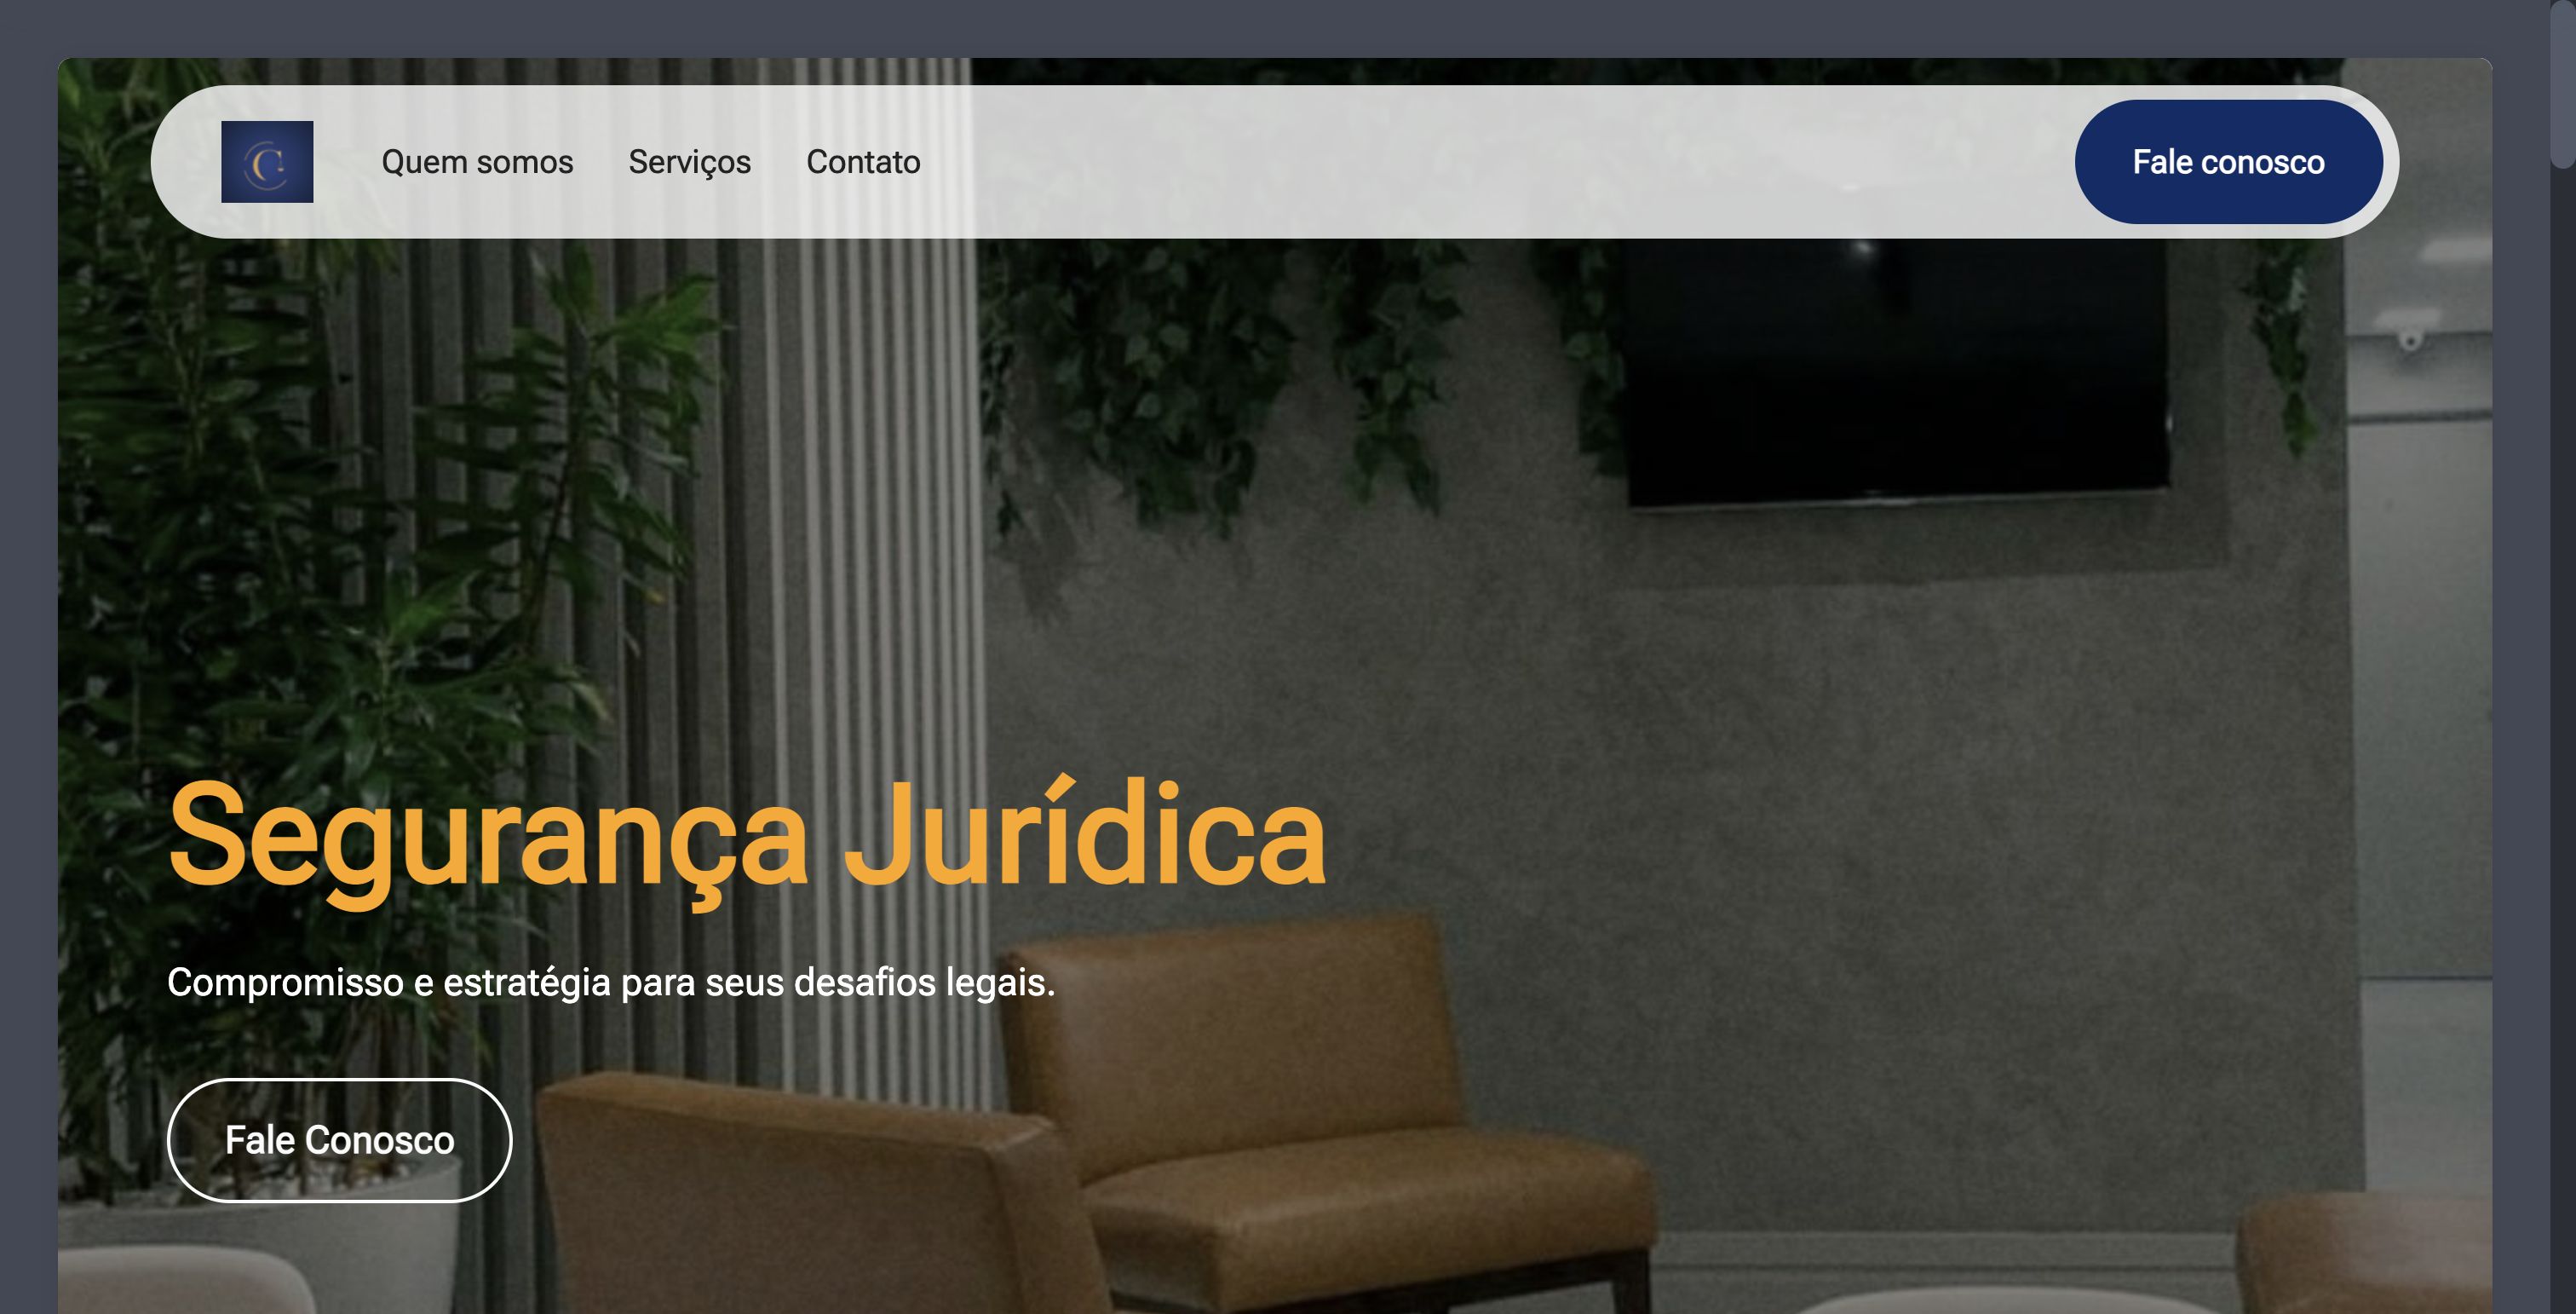 C
Quem somos
Serviços
Contato
Fale conosco
Segurança Jurídica
Compromisso e estratégia para seus desafios legais.
Fale Conosco